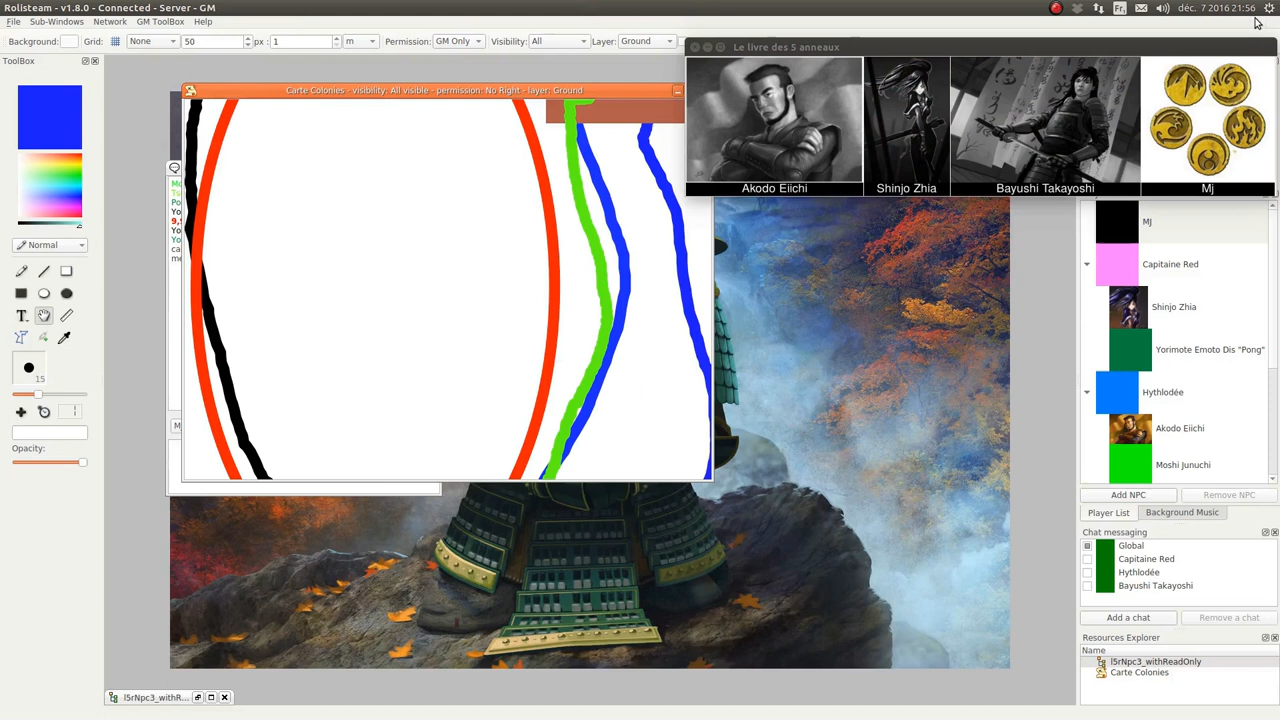 Rolisteam - v1.8.0 - Connected - Server - GM
Fr₁
déc. 7 2016 21:56
File Sub-Windows Network GM ToolBox Help
Background: Grid: None 50 px : 1 m Permission: GM Only Visibility: All Layer: Ground
ToolBox
Le livre des 5 anneaux
Carte Colonies - visibility: All visible - permission: No Right - layer: Ground
Akodo Eiichi
Shinjo Zhia
Bayushi Takayoshi
Mj
Normal
15
Opacity:
MJ
Capitaine Red
Shinjo Zhia
Yorimote Emoto Dis "Pong"
Hythlodée
Akodo Eiichi
Moshi Junuchi
Add NPC Remove NPC
Player List Background Music
Chat messaging
Global
Capitaine Red
Hythlodée
Bayushi Takayoshi
Add a chat Remove a chat
Resources Explorer
Name
l5rNpc3_withReadOnly
Carte Colonies
l5rNpc3_withR...